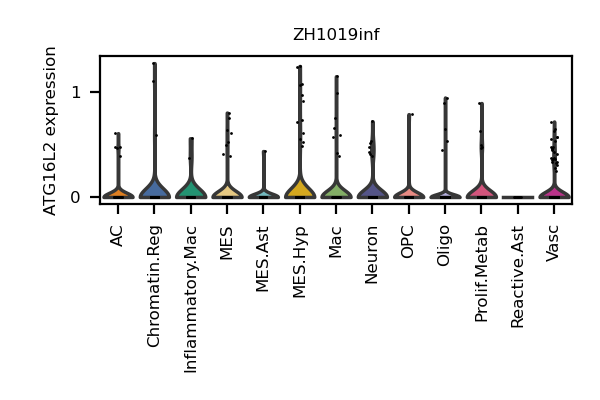 ZH1019inf
ATG16L2 expression
1
0
AC
Chromatin.Reg
Inflammatory.Mac
MES
MES.Ast
MES.Hyp
Mac
Neuron
OPC
Oligo
Prolif.Metab
Reactive.Ast
Vasc